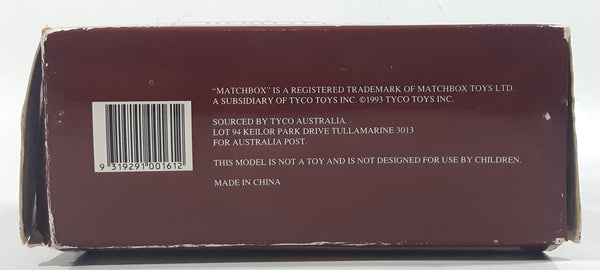 "MATCHBOX" IS A REGISTERED TRADEMARK OF MATCHBOX TOYS LTD.
A SUBSIDIARY OF TYCO TOYS INC. ©1993 TYCO TOYS INC.
SOURCED BY TYCO AUSTRALIA.
LOT 94 KEILOR PARK DRIVE TULLAMARINE 3013
FOR AUSTRALIA POST.
THIS MODEL IS NOT A TOY AND IS NOT DESIGNED FOR USE BY CHILDREN.
MADE IN CHINA
9 319291 001612